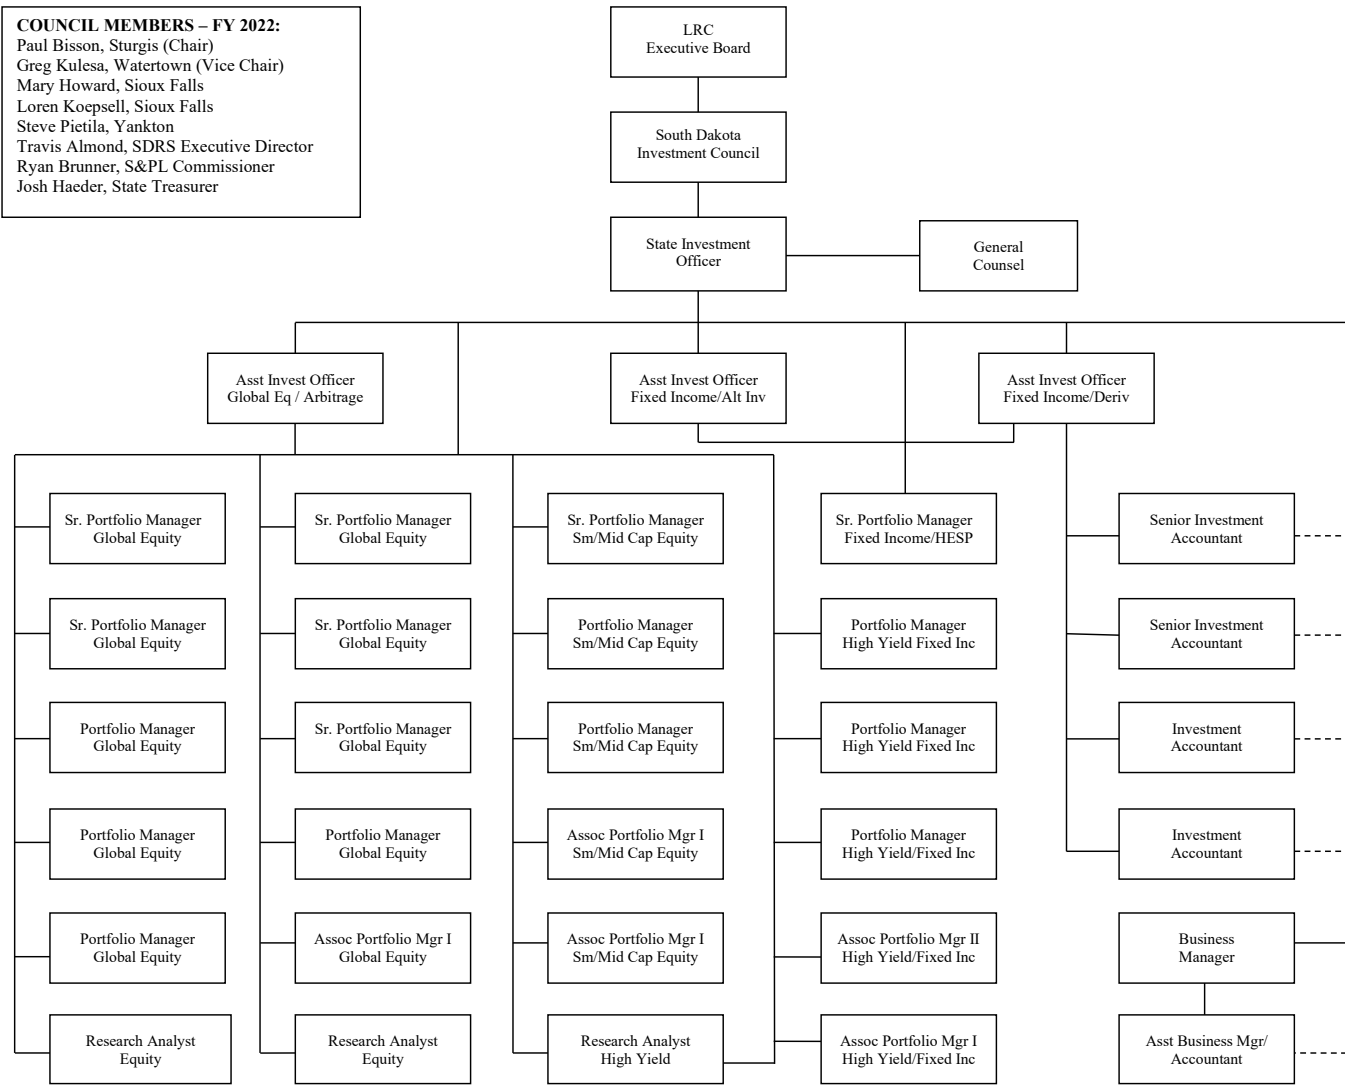 COUNCIL MEMBERS – FY 2022:
Paul Bisson, Sturgis (Chair)
Greg Kulesa, Watertown (Vice Chair)
Mary Howard, Sioux Falls
Loren Koepsell, Sioux Falls
Steve Pietila, Yankton
Travis Almond, SDRS Executive Director
Ryan Brunner, S&PL Commissioner
Josh Haeder, State Treasurer
LRC
Executive Board
South Dakota
Investment Council
State Investment
Officer
General
Counsel
Asst Invest Officer
Global Eq / Arbitrage
Asst Invest Officer
Fixed Income/Alt Inv
Asst Invest Officer
Fixed Income/Deriv
Sr. Portfolio Manager
Global Equity
Sr. Portfolio Manager
Global Equity
Sr. Portfolio Manager
Sm/Mid Cap Equity
Sr. Portfolio Manager
Fixed Income/HESP
Senior Investment
Accountant
Sr. Portfolio Manager
Global Equity
Sr. Portfolio Manager
Global Equity
Portfolio Manager
Sm/Mid Cap Equity
Portfolio Manager
High Yield Fixed Inc
Senior Investment
Accountant
Portfolio Manager
Global Equity
Sr. Portfolio Manager
Global Equity
Portfolio Manager
Sm/Mid Cap Equity
Portfolio Manager
High Yield Fixed Inc
Investment
Accountant
Portfolio Manager
Global Equity
Portfolio Manager
Global Equity
Assoc Portfolio Mgr I
Sm/Mid Cap Equity
Portfolio Manager
High Yield/Fixed Inc
Investment
Accountant
Portfolio Manager
Global Equity
Assoc Portfolio Mgr I
Global Equity
Assoc Portfolio Mgr I
Sm/Mid Cap Equity
Assoc Portfolio Mgr II
High Yield/Fixed Inc
Business
Manager
Research Analyst
Equity
Research Analyst
Equity
Research Analyst
High Yield
Assoc Portfolio Mgr I
High Yield/Fixed Inc
Asst Business Mgr/
Accountant